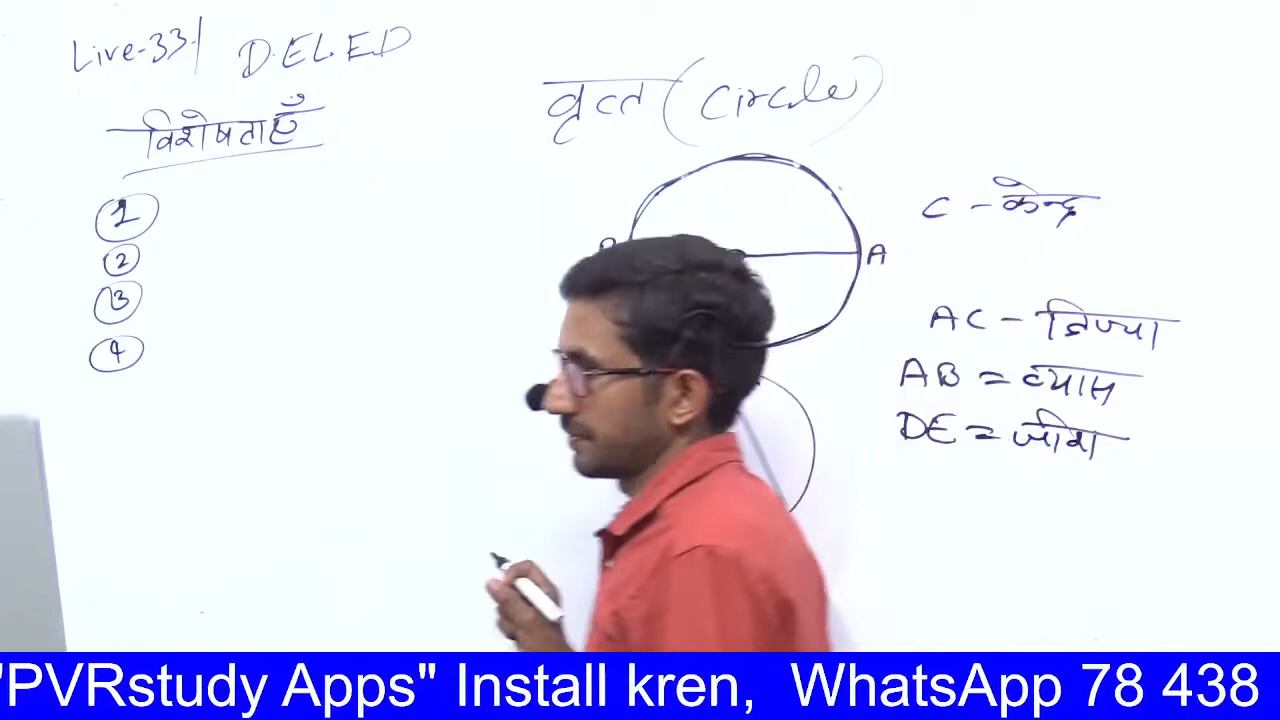 Live-33
D.EL.ED
वृत्त (Circle)
विशेषताएँ
1
2
3
4
A
C - केन्द्र
AC - त्रिज्या
AB = व्यास
DE = जीवा
"PVRstudy Apps" Install kren, WhatsApp 78 438